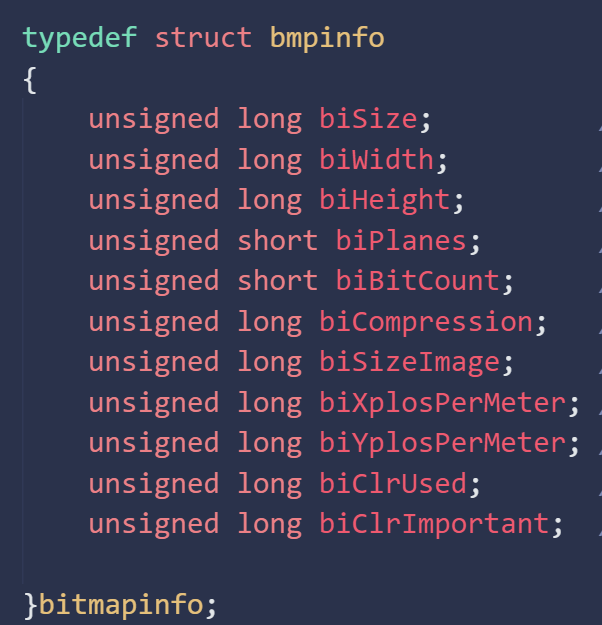 typedef struct bmpinfo
{
    unsigned long biSize;
    unsigned long biWidth;
    unsigned long biHeight;
    unsigned short biPlanes;
    unsigned short biBitCount;
    unsigned long biCompression;
    unsigned long biSizeImage;
    unsigned long biXplosPerMeter;
    unsigned long biYplosPerMeter;
    unsigned long biClrUsed;
    unsigned long biClrImportant;
}bitmapinfo;